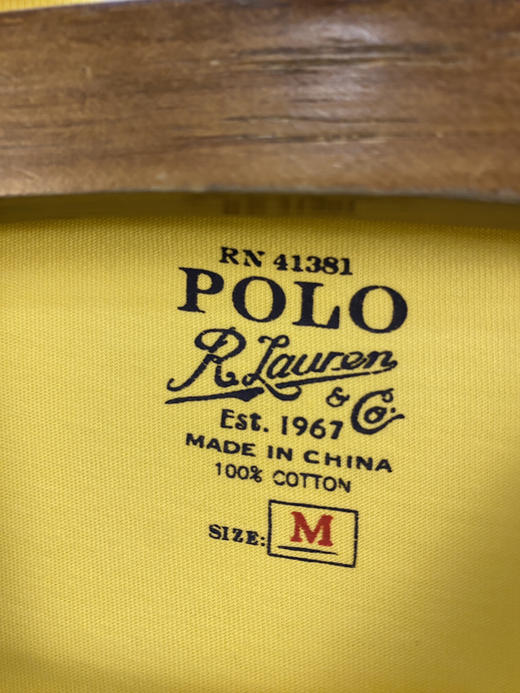 RN 41381
POLO
R. Lauren
& Co.
Est. 1967
MADE IN CHINA
100% COTTON
SIZE: M